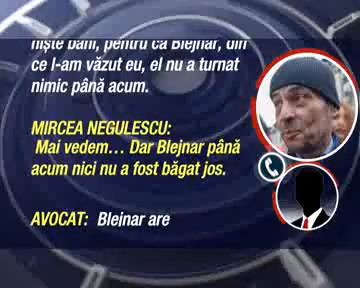 niște bani, pentru că Blejnar, din
ce l-am văzut eu, el nu a turnat
nimic până acum.
MIRCEA NEGULESCU:
Mai vedem... Dar Blejnar până
acum nici nu a fost băgat jos.
AVOCAT: Blejnar are